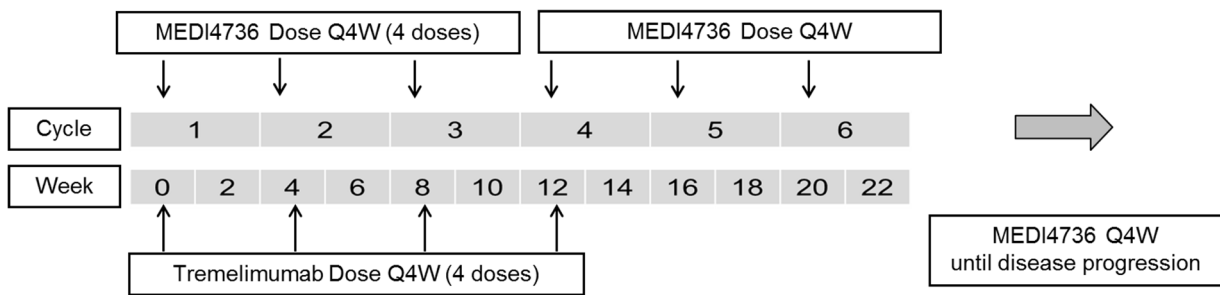 MEDI4736 Dose Q4W (4 doses)
MEDI4736 Dose Q4W
Cycle
1 2 3 4 5 6
Week
0 2 4 6 8 10 12 14 16 18 20 22
Tremelimumab Dose Q4W (4 doses)
MEDI4736 Q4W
until disease progression